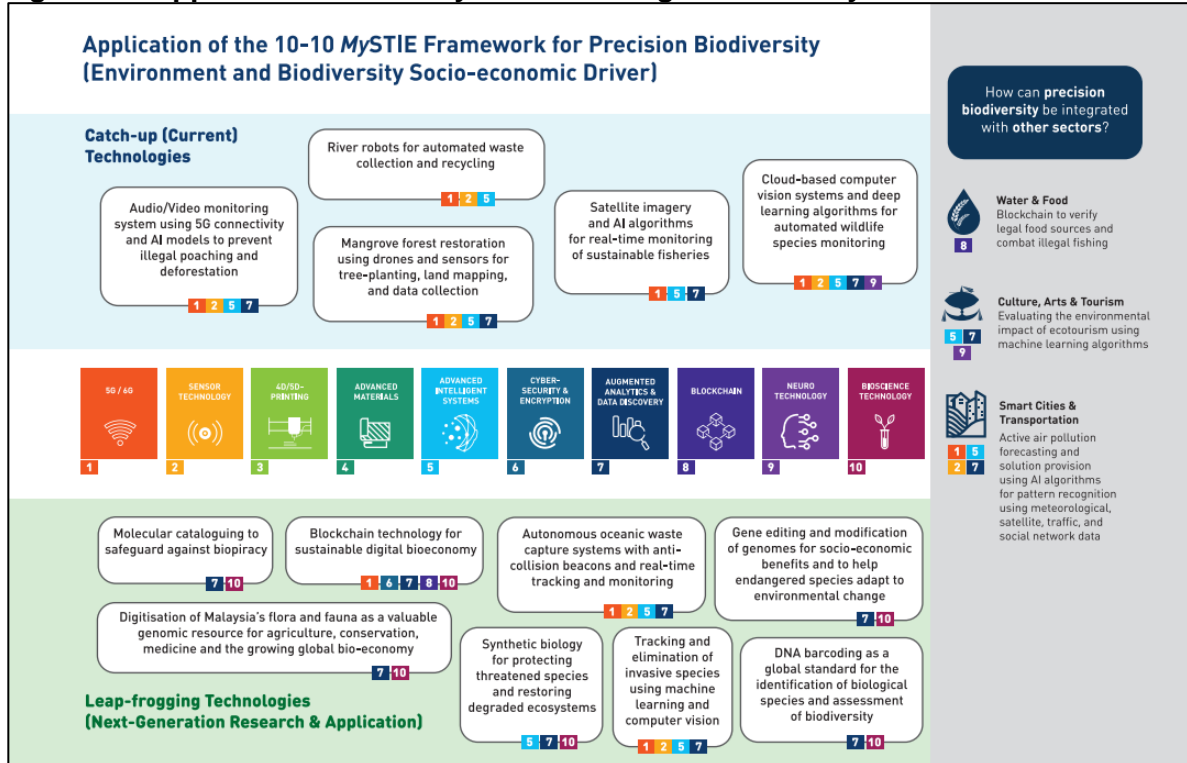 Application of the 10-10 MySTIE Framework for Precision Biodiversity
(Environment and Biodiversity Socio-economic Driver)
Catch-up (Current)
Technologies
Audio/Video monitoring
system using 5G connectivity
and AI models to prevent
illegal poaching and
deforestation
1 2 5 7
River robots for automated waste
collection and recycling
1 2 5
Mangrove forest restoration
using drones and sensors for
tree-planting, land mapping,
and data collection
1 2 5 7
Satellite imagery
and AI algorithms
for real-time monitoring
of sustainable fisheries
1 5 7
Cloud-based computer
vision systems and deep
learning algorithms for
automated wildlife
species monitoring
1 2 5 7 9
5G / 6G
1
SENSOR
TECHNOLOGY
2
4D/5D-
PRINTING
3
ADVANCED
MATERIALS
4
ADVANCED
INTELLIGENT
SYSTEMS
5
CYBER-
SECURITY &
ENCRYPTION
6
AUGMENTED
ANALYTICS &
DATA DISCOVERY
7
BLOCKCHAIN
8
NEURO
TECHNOLOGY
9
BIOSCIENCE
TECHNOLOGY
10
Molecular cataloguing to
safeguard against biopiracy
7 10
Blockchain technology for
sustainable digital bioeconomy
1 6 7 8 10
Autonomous oceanic waste
capture systems with anti-
collision beacons and real-time
tracking and monitoring
1 2 5 7
Gene editing and modification
of genomes for socio-economic
benefits and to help
endangered species adapt to
environmental change
7 10
Digitisation of Malaysia's flora and fauna as a valuable
genomic resource for agriculture, conservation,
medicine and the growing global bio-economy
7 10
Synthetic biology
for protecting
threatened species
and restoring
degraded ecosystems
5 7 10
Tracking and
elimination of
invasive species
using machine
learning and
computer vision
1 2 5 7
DNA barcoding as a
global standard for the
identification of biological
species and assessment
of biodiversity
7 10
Leap-frogging Technologies
(Next-Generation Research & Application)
How can precision
biodiversity be integrated
with other sectors?
Water & Food
Blockchain to verify
legal food sources and
combat illegal fishing
8
Culture, Arts & Tourism
Evaluating the environmental
impact of ecotourism using
machine learning algorithms
5 7
9
Smart Cities &
Transportation
Active air pollution
forecasting and
solution provision
using AI algorithms
for pattern recognition
using meteorological,
satellite, traffic, and
social network data
1 5
2 7